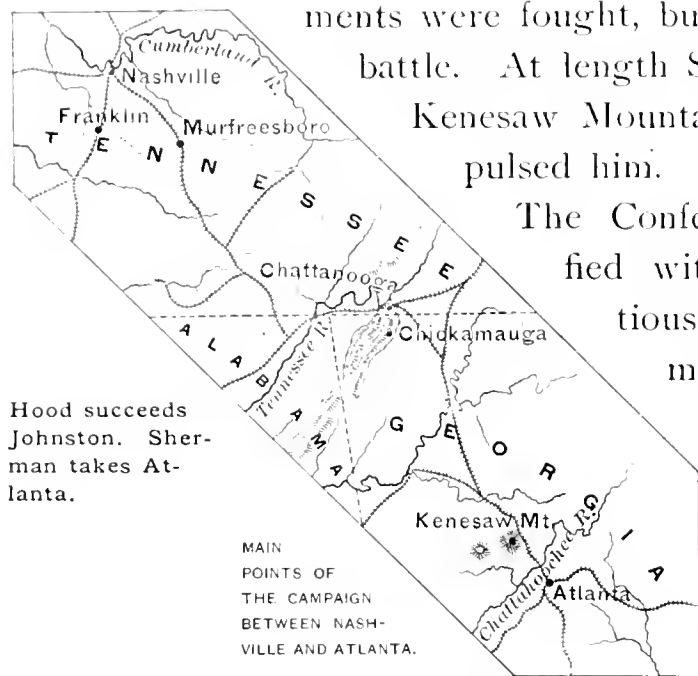 ments were fought, bu
battle. At length S
Kenesaw Mounta
pulsed him.
The Confe
fied wit
tious
m
Cumberland R.
Nashville
Franklin
Murfreesboro
TENNESSEE
Chattanooga
Chickamauga
Tennessee R.
ALABAMA
GEORGIA
Kenesaw Mt.
Chattahoochee R.
Atlanta
Hood succeeds
Johnston. Sher-
man takes At-
lanta.
MAIN
POINTS OF
THE CAMPAIGN
BETWEEN NASH-
VILLE AND ATLANTA.